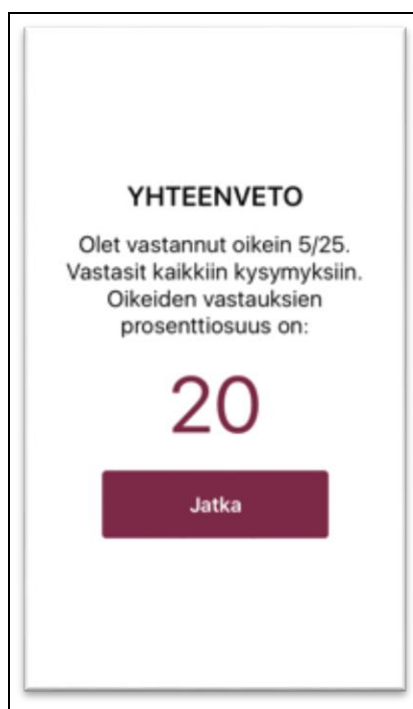 YHTEENVETO
Olet vastannut oikein 5/25.
Vastasit kaikkiin kysymyksiin.
Oikeiden vastauksien
prosenttiosuus on:
20
Jatka